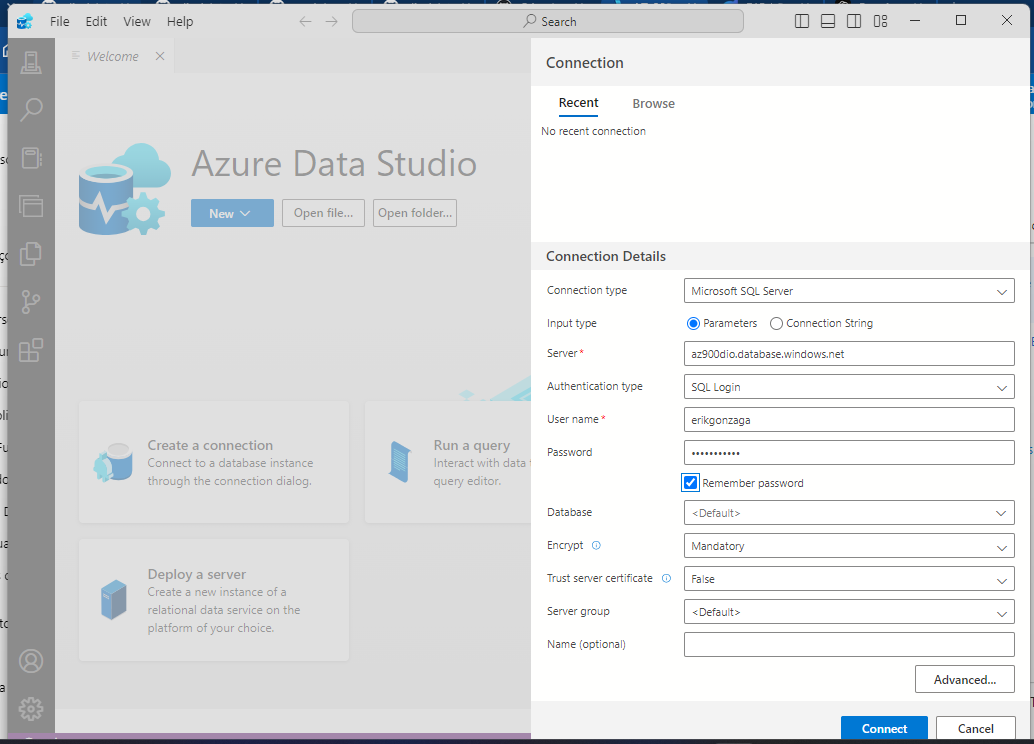 File Edit View Help Search
Welcome
Azure Data Studio
New Open file... Open folder...
Create a connection
Connect to a database instance
through the connection dialog.
Run a query
Interact with data
query editor.
Deploy a server
Create a new instance of a
relational data service on the
platform of your choice.
Connection
Recent Browse
No recent connection
Connection Details
Connection type Microsoft SQL Server
Input type Parameters Connection String
Server* az900dio.database.windows.net
Authentication type SQL Login
User name* erikgonzaga
Password •••••••••••
Remember password
Database <Default>
Encrypt Mandatory
Trust server certificate False
Server group <Default>
Name (optional)
Advanced...
Connect Cancel